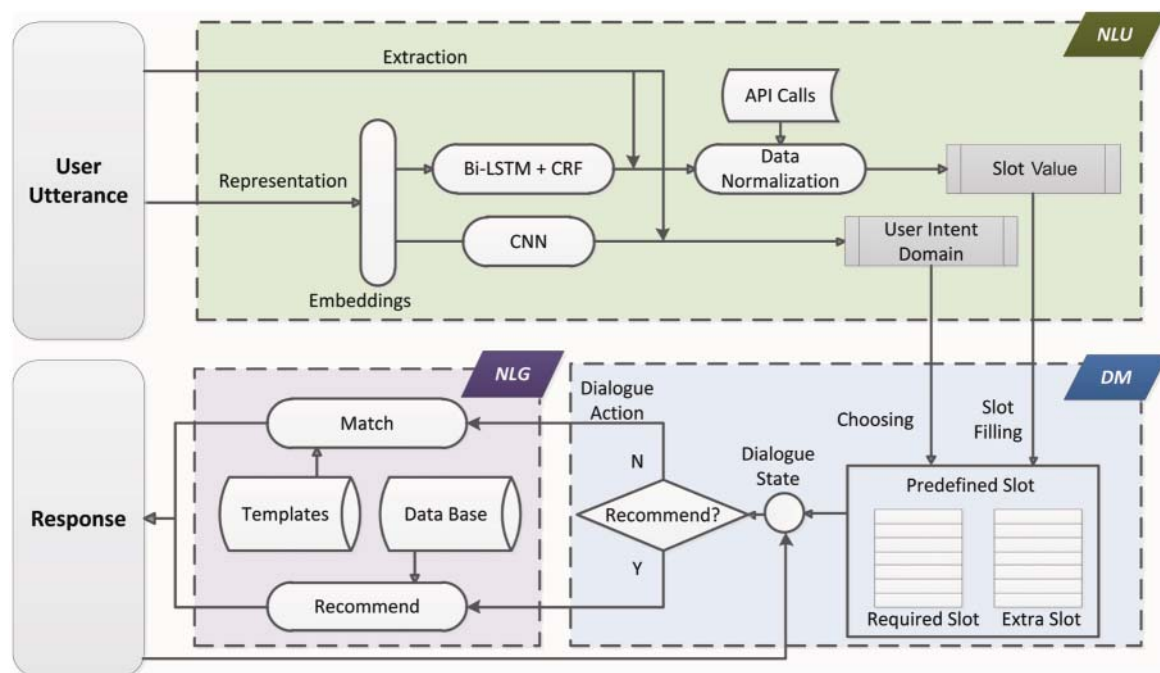 NLU
Extraction
API Calls
User
Utterance
Representation
Bi-LSTM + CRF
Data
Normalization
Slot Value
CNN
User Intent
Domain
Embeddings
NLG
DM
Dialogue
Action
Match
Choosing
Slot
Filling
N
Dialogue
State
Predefined Slot
Response
Templates
Data Base
Recommend?
Y
Recommend
Required Slot
Extra Slot